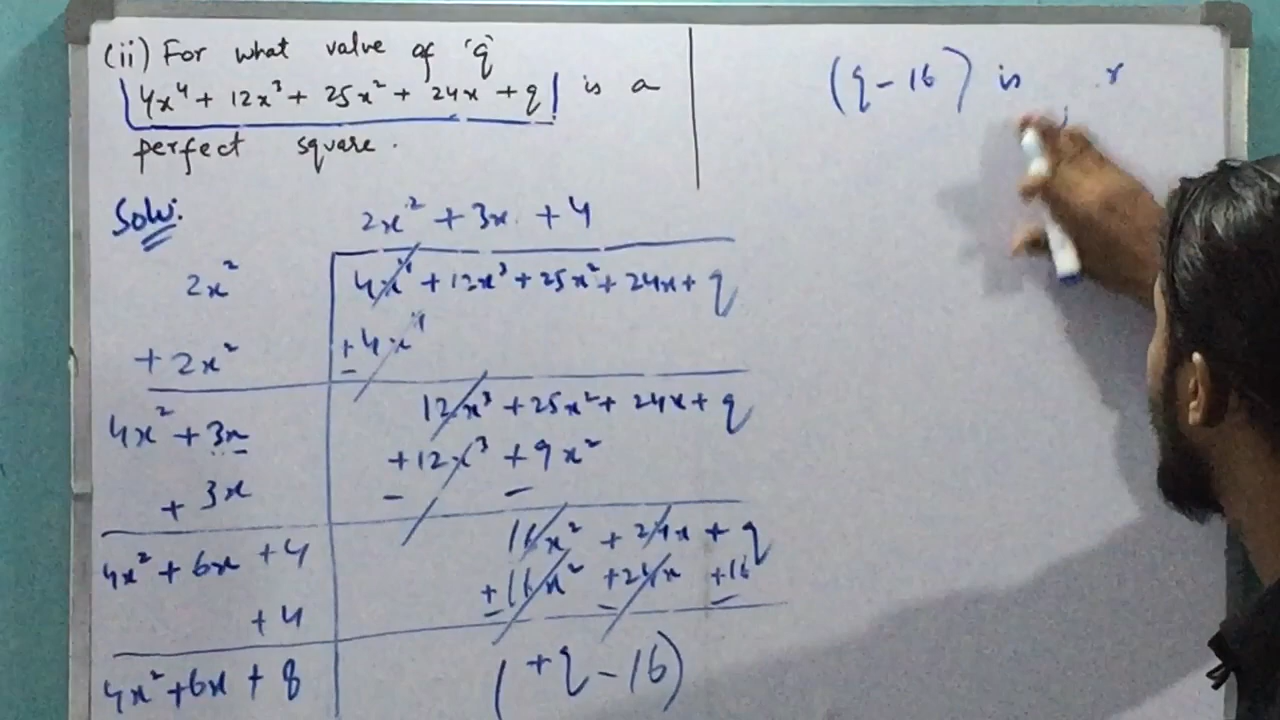 (ii) For what value of 'q'
4x⁴ + 12x³ + 25x² + 24x + q is a
perfect square.
Solu:
2x² + 3x + 4
2x² 4x⁴ + 12x³ + 25x² + 24x + q
+ 2x² + 4x⁴
−
4x² + 3x 12x³ + 25x² + 24x + q
+ 3x + 12x³ + 9x²
− −
4x² + 6x + 4 16x² + 24x + q
+ 4 + 16x² + 24x + 16
− − −
4x² + 6x + 8 (+q − 16)
(q − 16) is r